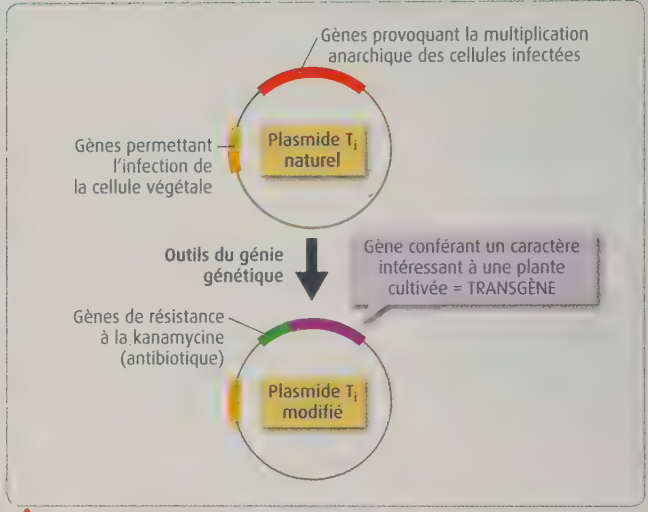 Gènes provoquant la multiplication
anarchique des cellules infectées
Gènes permettant
l'infection de
la cellule végétale
Plasmide Ti
naturel
Outils du génie
génétique
Gène conférant un caractère
intéressant à une plante
cultivée = TRANSGÈNE
Gènes de résistance
à la kanamycine
(antibiotique)
Plasmide Ti
modifié